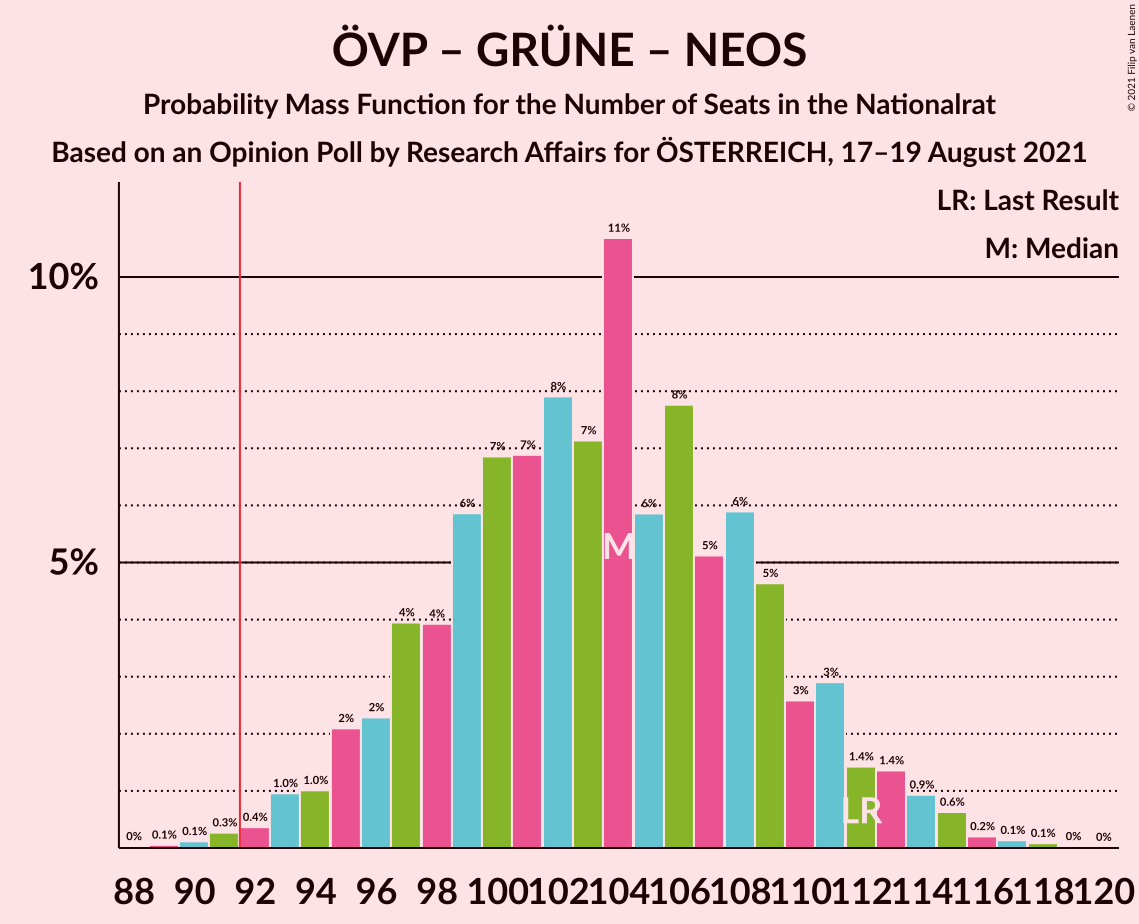 ÖVP – GRÜNE – NEOS
Probability Mass Function for the Number of Seats in the Nationalrat
Based on an Opinion Poll by Research Affairs for ÖSTERREICH, 17–19 August 2021
© 2021 Filip van Laenen
LR: Last Result
M: Median
10%
5%
0% 0.1% 0.1% 0.3% 0.4% 1.0% 1.0% 2% 2% 4% 4% 6% 7% 7% 8% 7% 11% 6% 8% 5% 6% 5% 3% 3% 1.4% 1.4% 0.9% 0.6% 0.2% 0.1% 0.1% 0% 0%
M
LR
88 90 92 94 96 98 100 102 104 106 108 110 112 114 116 118 120